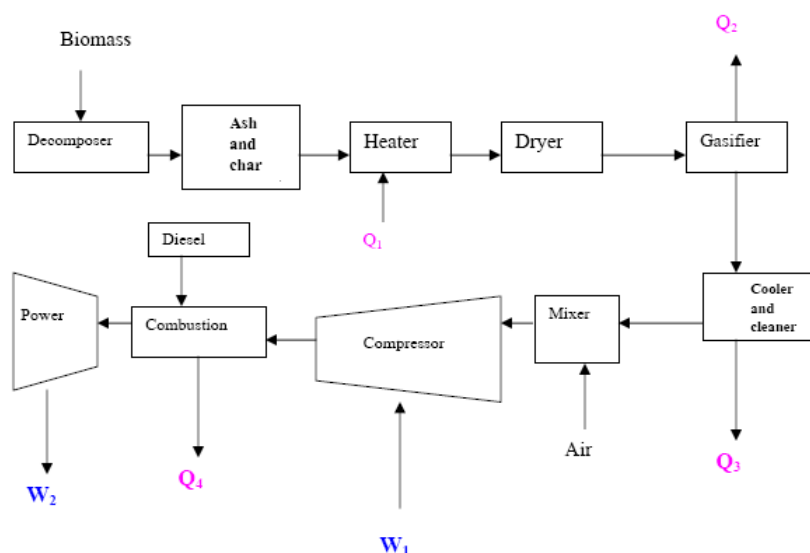 Biomass
Q₂
Decomposer
Ash
and
char
Heater
Dryer
Gasifier
Q₁
Diesel
Power
Combustion
Compressor
Mixer
Cooler
and
cleaner
Air
W₂
Q₄
Q₃
W₁